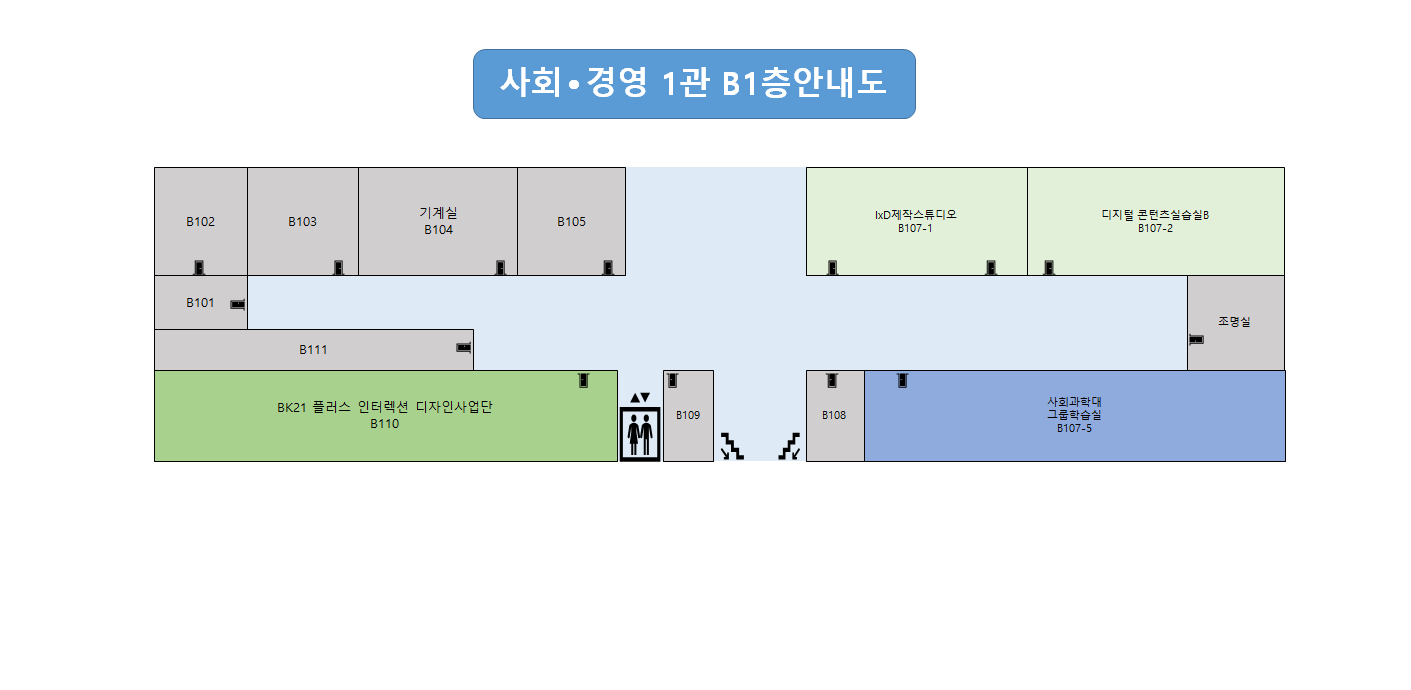 사회•경영 1관 B1층안내도
B102
B103
기계실
B104
B105
IxD제작스튜디오
B107-1
디지털 콘텐츠실습실B
B107-2
B101
조명실
B111
BK21 플러스 인터렉션 디자인사업단
B110
▲▼
B109
B108
사회과학대
그룹학습실
B107-5